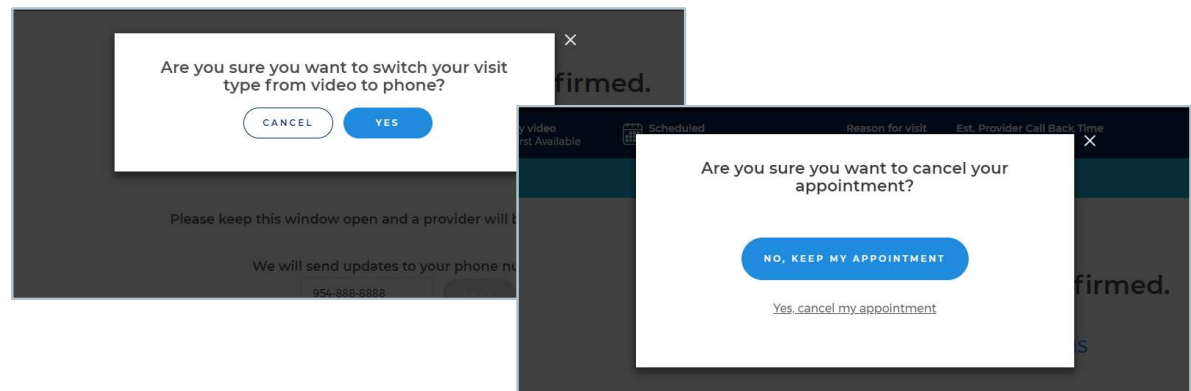 Are you sure you want to switch your visit
type from video to phone?
CANCEL YES
firmed.
Please keep this window open and a provider will
We will send updates to your phone
954-888-8888
video
Available
Scheduled
Reason for visit
Est. Provider Call Back Time
Are you sure you want to cancel your
appointment?
NO, KEEP MY APPOINTMENT
Yes, cancel my appointment
firmed.